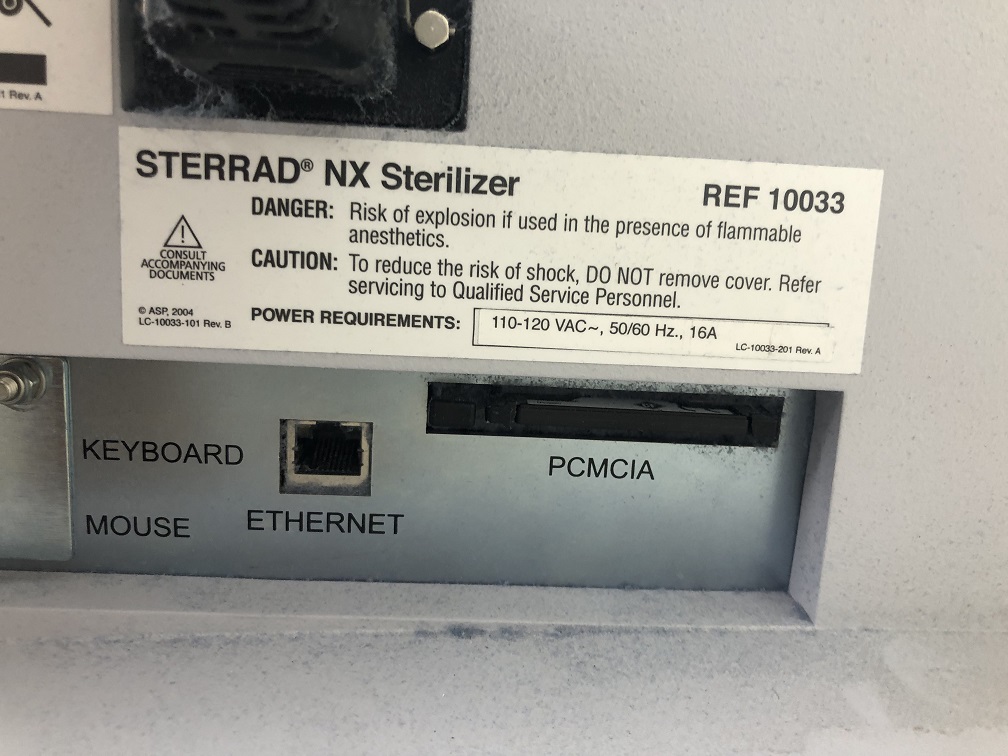 1 Rev. A
STERRAD® NX Sterilizer
REF 10033
DANGER: Risk of explosion if used in the presence of flammable
anesthetics.
CONSULT
ACCOMPANYING
DOCUMENTS
CAUTION: To reduce the risk of shock, DO NOT remove cover. Refer
servicing to Qualified Service Personnel.
© ASP, 2004
LC-10033-101 Rev. B
POWER REQUIREMENTS: 110-120 VAC~, 50/60 Hz., 16A
LC-10033-201 Rev. A
KEYBOARD
MOUSE
ETHERNET
PCMCIA